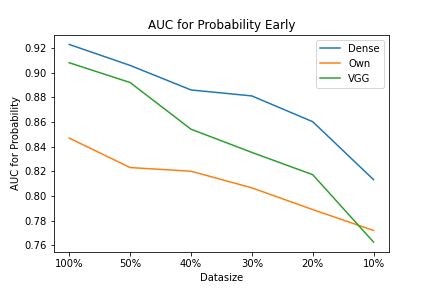 AUC for Probability Early
AUC for Probability
0.92
0.90
0.88
0.86
0.84
0.82
0.80
0.78
0.76
Dense
Own
VGG
100%
50%
40%
30%
20%
10%
Datasize